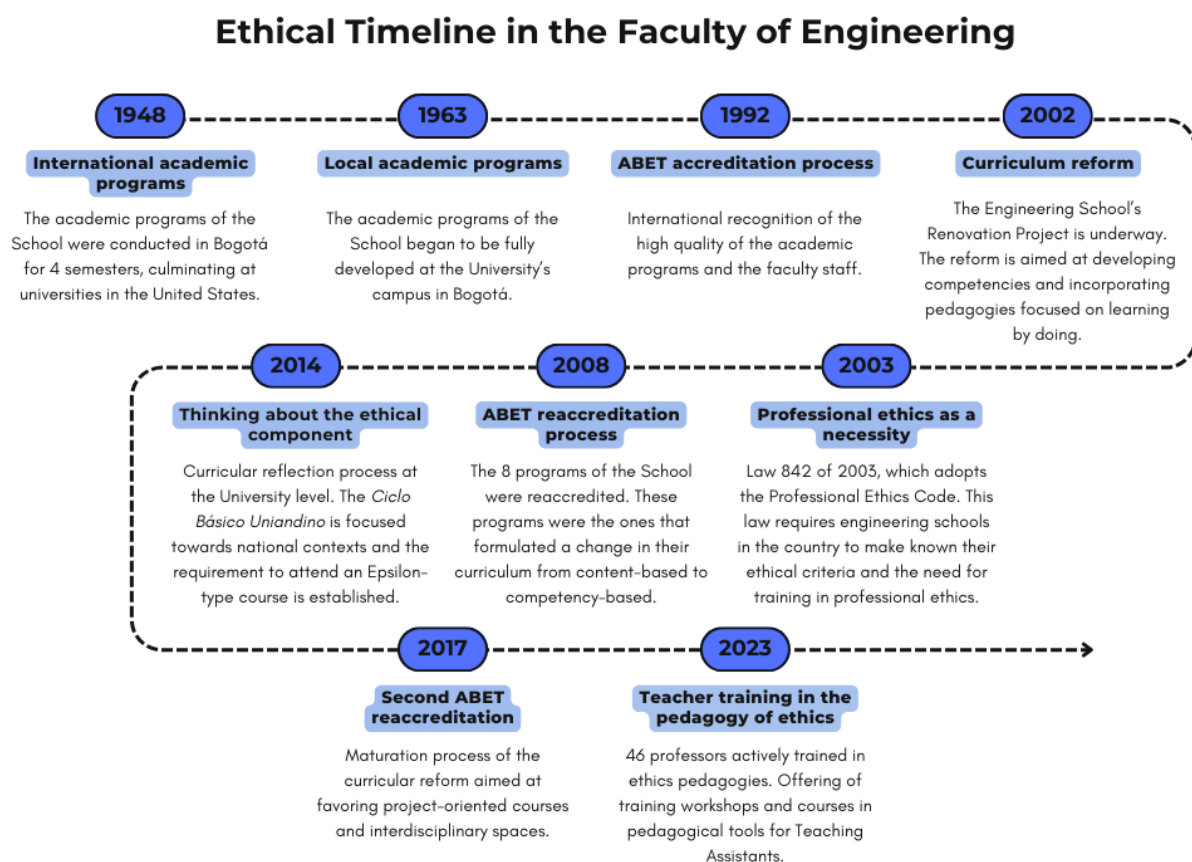 Ethical Timeline in the Faculty of Engineering
1948
International academic
programs
The academic programs of the
School were conducted in Bogotá
for 4 semesters, culminating at
universities in the United States.
1963
Local academic programs
The academic programs of the
School began to be fully
developed at the University's
campus in Bogotá.
1992
ABET accreditation process
International recognition of the
high quality of the academic
programs and the faculty staff.
2002
Curriculum reform
The Engineering School's
Renovation Project is underway.
The reform is aimed at developing
competencies and incorporating
pedagogies focused on learning
by doing.
2003
Professional ethics as a
necessity
Law 842 of 2003, which adopts
the Professional Ethics Code. This
law requires engineering schools
in the country to make known their
ethical criteria and the need for
training in professional ethics.
2008
ABET reaccreditation
process
The 8 programs of the School
were reaccredited. These
programs were the ones that
formulated a change in their
curriculum from content-based to
competency-based.
2014
Thinking about the ethical
component
Curricular reflection process at
the University level. The Ciclo
Básico Uniandino is focused
towards national contexts and the
requirement to attend an Epsilon-
type course is established.
2017
Second ABET
reaccreditation
Maturation process of the
curricular reform aimed at
favoring project-oriented courses
and interdisciplinary spaces.
2023
Teacher training in the
pedagogy of ethics
46 professors actively trained in
ethics pedagogies. Offering of
training workshops and courses in
pedagogical tools for Teaching
Assistants.